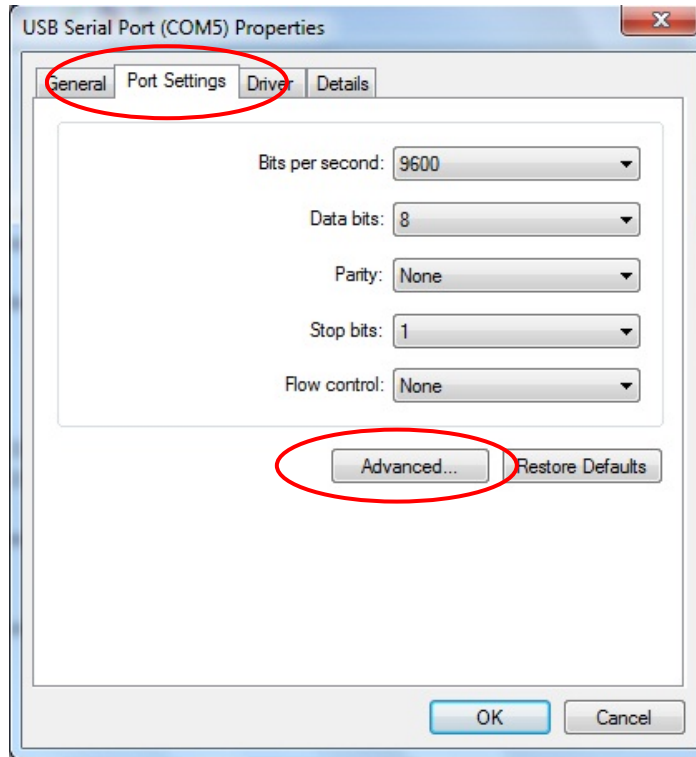 USB Serial Port (COM5) Properties
X
General Port Settings Driver Details
Bits per second: 9600
Data bits: 8
Parity: None
Stop bits: 1
Flow control: None
Advanced... Restore Defaults
OK Cancel